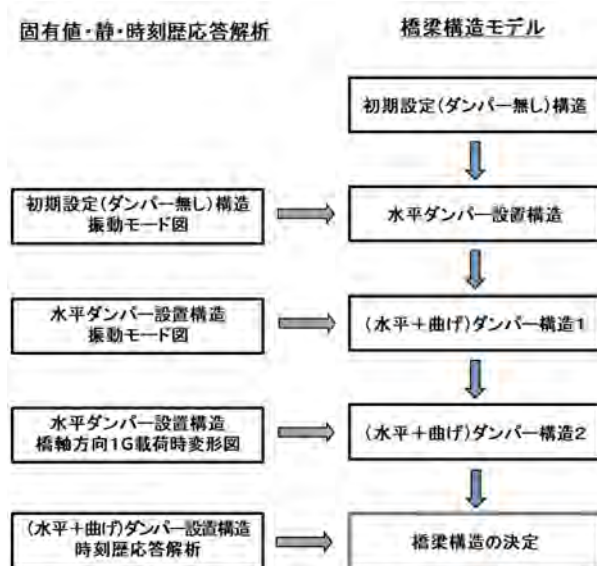 固有値・静・時刻歴応答解析
橋梁構造モデル
初期設定(ダンパー無し)構造
初期設定(ダンパー無し)構造
振動モード図
水平ダンパー設置構造
水平ダンパー設置構造
振動モード図
(水平+曲げ)ダンパー構造1
水平ダンパー設置構造
橋軸方向1G載荷時変形図
(水平+曲げ)ダンパー構造2
(水平+曲げ)ダンパー設置構造
時刻歴応答解析
橋梁構造の決定